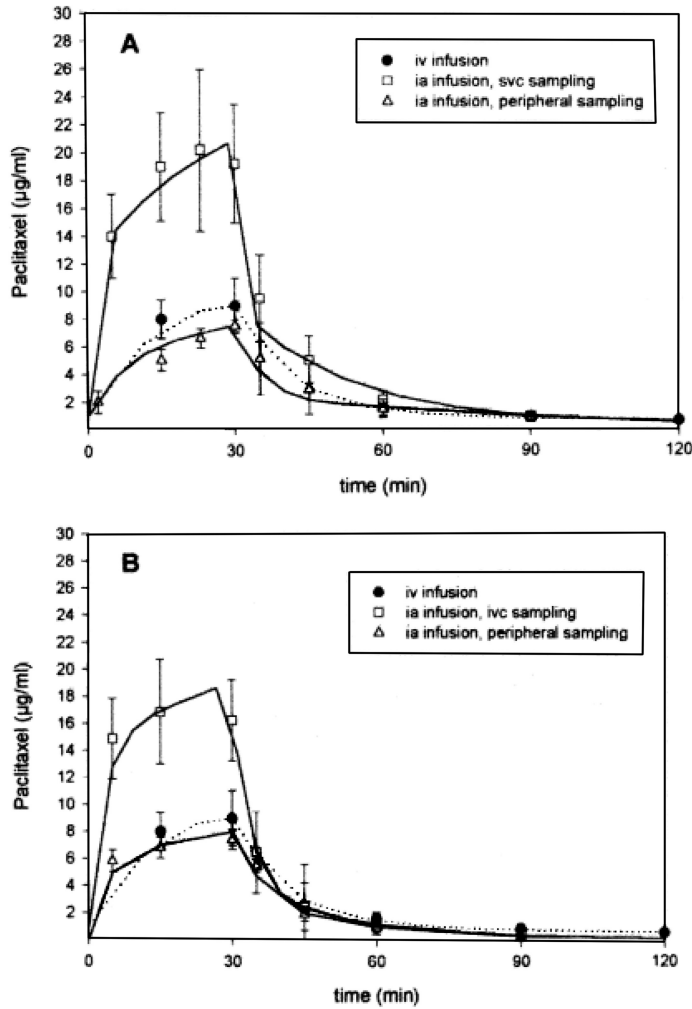 30
28
26
24
22
20
18
16
14
12
10
8
6
4
2
Paclitaxel (µg/ml)
A
iv infusion
ia infusion, svc sampling
ia infusion, peripheral sampling
0 30 60 90 120
time (min)
30
28
26
24
22
20
18
16
14
12
10
8
6
4
2
Paclitaxel (µg/ml)
B
iv infusion
ia infusion, ivc sampling
ia infusion, peripheral sampling
0 30 60 90 120
time (min)